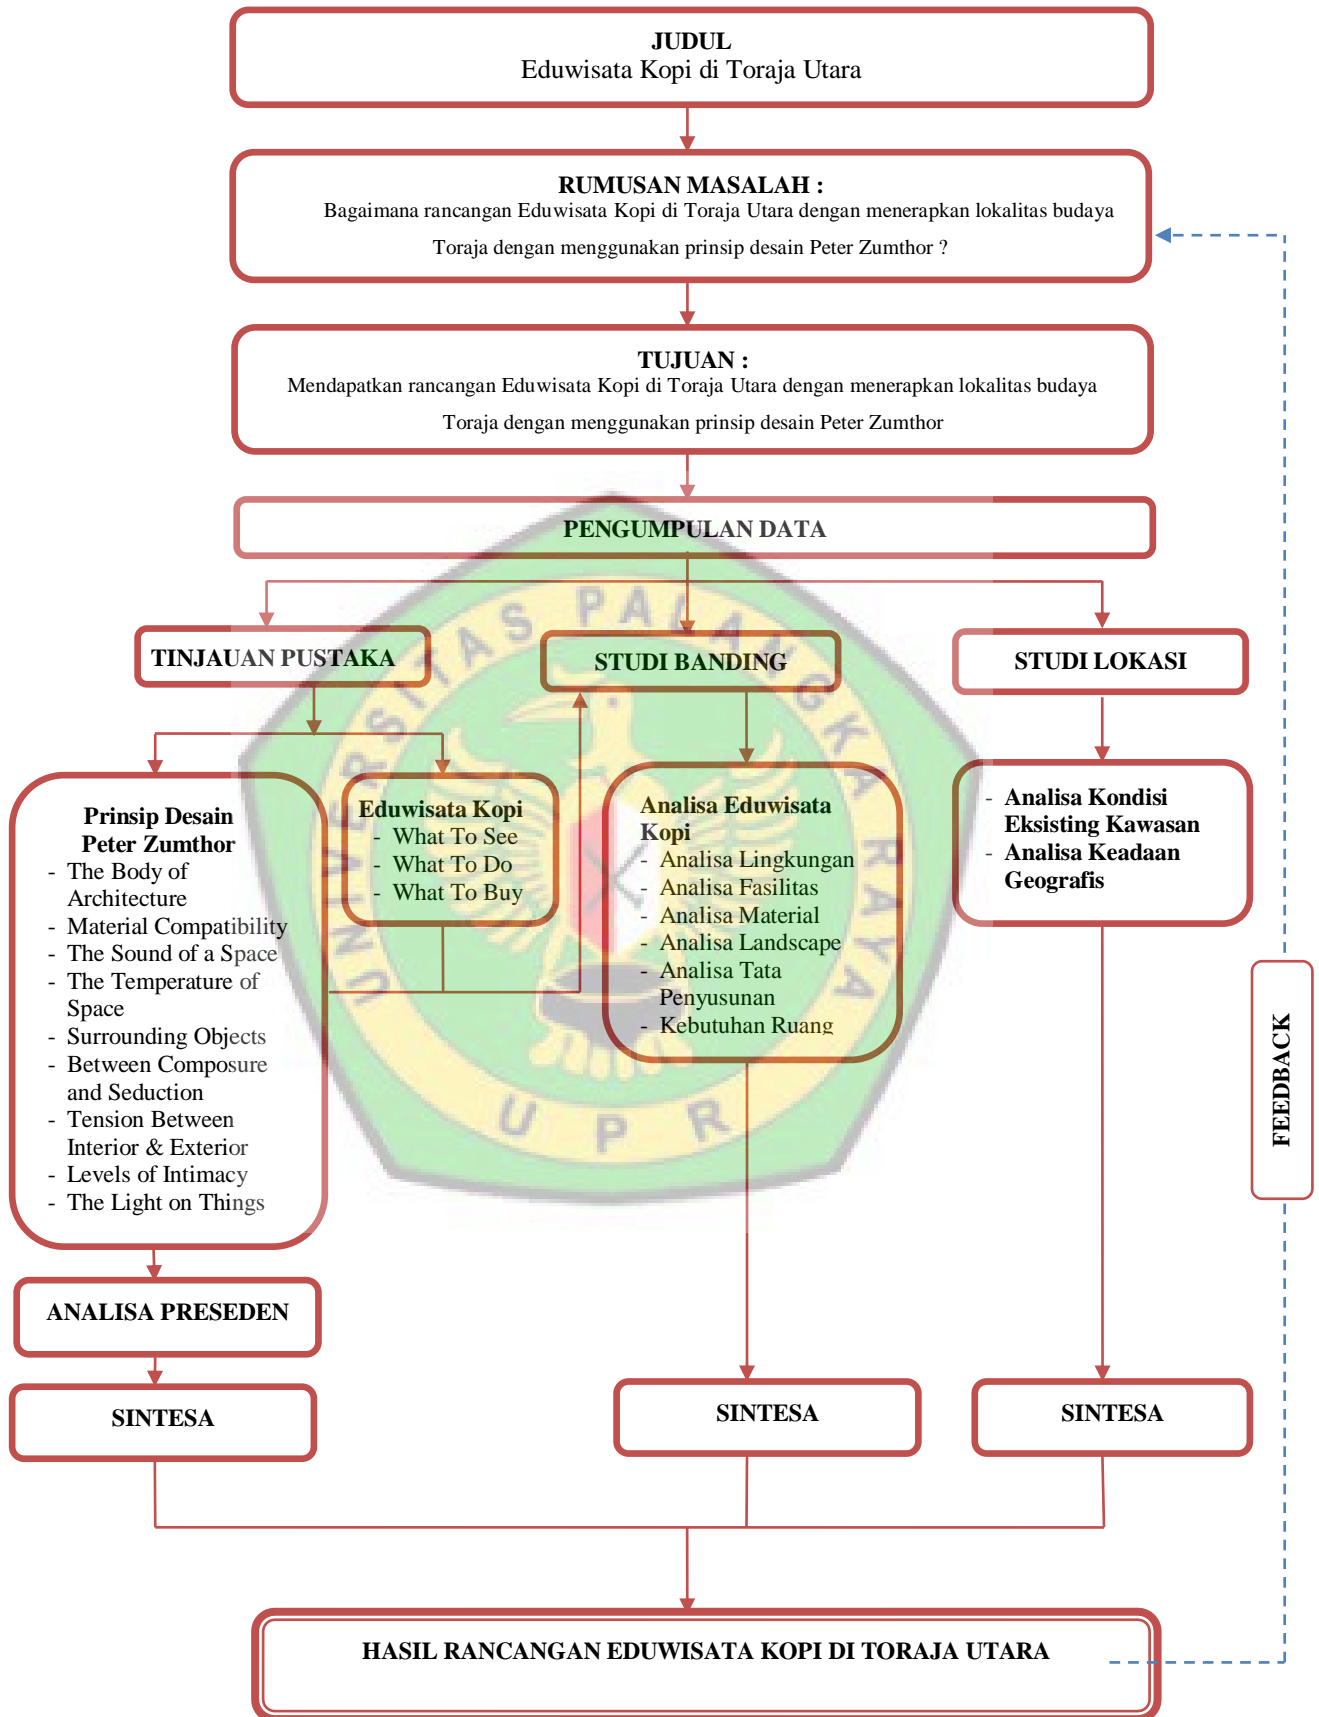 JUDUL
Eduwisata Kopi di Toraja Utara
RUMUSAN MASALAH :
Bagaimana rancangan Eduwisata Kopi di Toraja Utara dengan menerapkan lokalitas budaya
Toraja dengan menggunakan prinsip desain Peter Zumthor ?
TUJUAN :
Mendapatkan rancangan Eduwisata Kopi di Toraja Utara dengan menerapkan lokalitas budaya
Toraja dengan menggunakan prinsip desain Peter Zumthor
PENGUMPULAN DATA
TINJAUAN PUSTAKA
STUDI BANDING
STUDI LOKASI
Prinsip Desain
Peter Zumthor
- The Body of
Architecture
- Material Compatibility
- The Sound of a Space
- The Temperature of
Space
- Surrounding Objects
- Between Composure
and Seduction
- Tension Between
Interior & Exterior
- Levels of Intimacy
- The Light on Things
Eduwisata Kopi
- What To See
- What To Do
- What To Buy
Analisa Eduwisata
Kopi
- Analisa Lingkungan
- Analisa Fasilitas
- Analisa Material
- Analisa Landscape
- Analisa Tata
Penyusunan
- Kebutuhan Ruang
- Analisa Kondisi
Eksisting Kawasan
- Analisa Keadaan
Geografis
ANALISA PRESEDEN
SINTESA
SINTESA
SINTESA
HASIL RANCANGAN EDUWISATA KOPI DI TORAJA UTARA
FEEDBACK
UNIVERSITAS PALANGKA RAYA
UPR